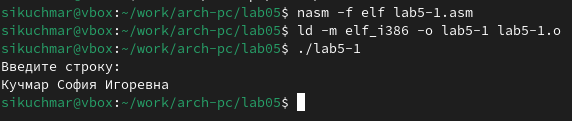 sikuchmar@vbox:~/work/arch-pc/lab05$ nasm -f elf lab5-1.asm
sikuchmar@vbox:~/work/arch-pc/lab05$ ld -m elf_i386 -o lab5-1 lab5-1.o
sikuchmar@vbox:~/work/arch-pc/lab05$ ./lab5-1
Введите строку:
Кучмар София Игоревна
sikuchmar@vbox:~/work/arch-pc/lab05$